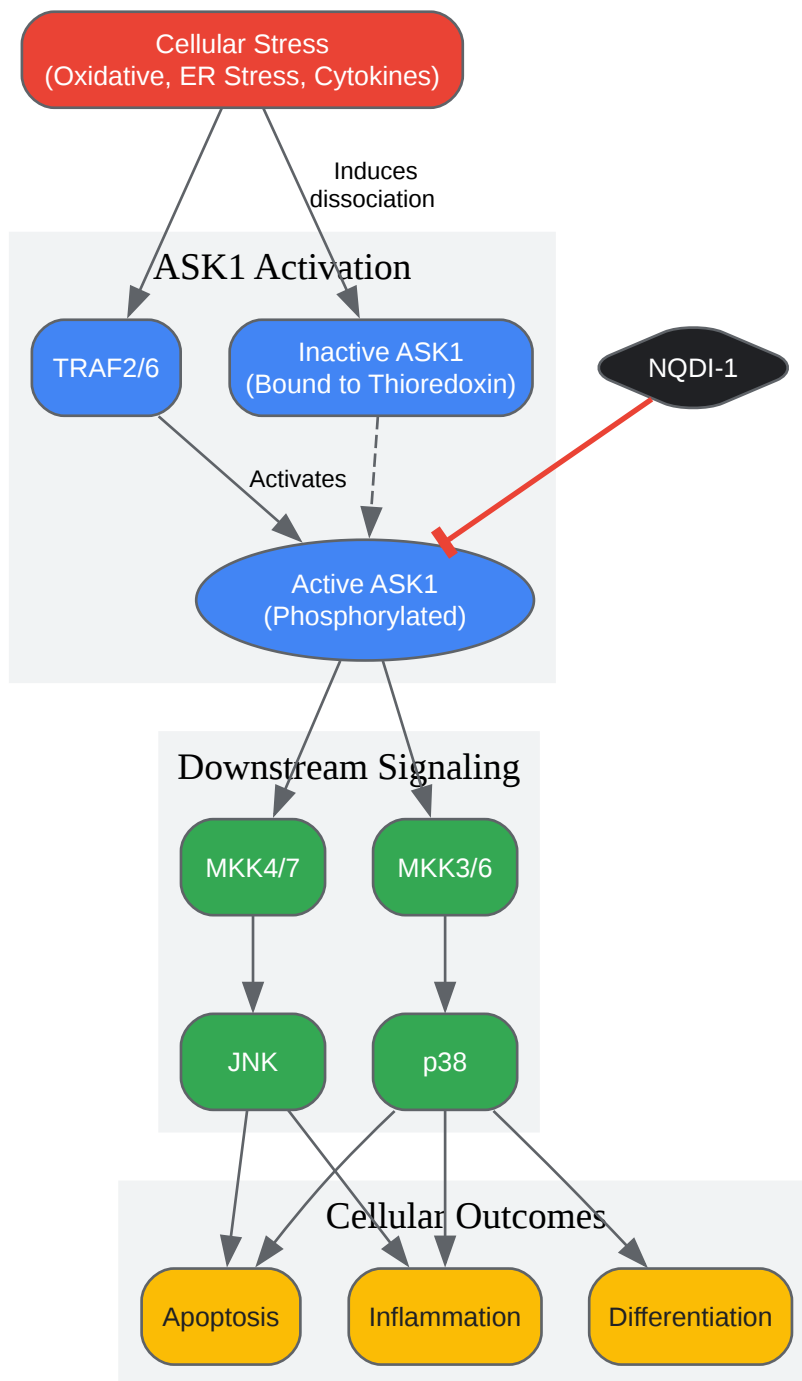 Cellular Stress
(Oxidative, ER Stress, Cytokines)
Induces
dissociation
ASK1 Activation
TRAF2/6
Inactive ASK1
(Bound to Thioredoxin)
NQDI-1
Activates
Active ASK1
(Phosphorylated)
Downstream Signaling
MKK4/7
MKK3/6
JNK
p38
Cellular Outcomes
Apoptosis
Inflammation
Differentiation